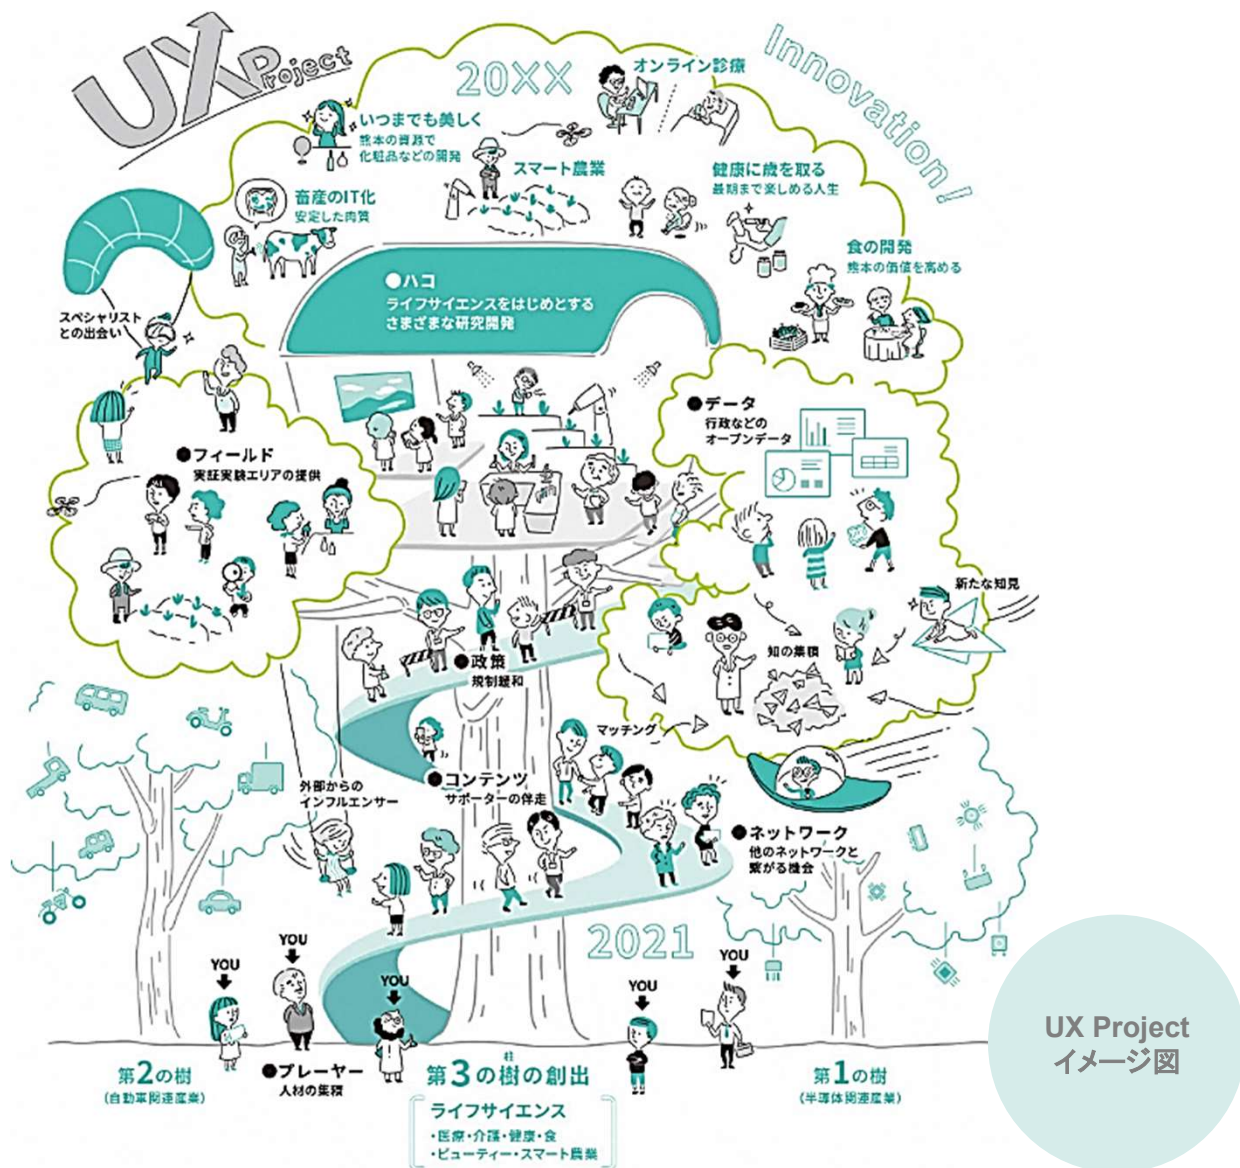 UX Project
20XX
Innovation!
オンライン診療
いつまでも美しく
熊本の資源で
化粧品などの開発
スマート農業
健康に歳を取る
最期まで楽しめる人生
畜産のIT化
安定した肉質
食の開発
熊本の価値を高める
●ハコ
ライフサイエンスをはじめとする
さまざまな研究開発
スペシャリスト
との出会い
●データ
行政などの
オープンデータ
●フィールド
実証実験エリアの提供
新たな知見
知の集積
●政策
規制緩和
マッチング
●コンテンツ
サポーターの伴走
外部からの
インフルエンサー
●ネットワーク
他のネットワークと
繋がる機会
2021
YOU
YOU
YOU
YOU
YOU
第2の樹
(自動車関連産業)
●プレーヤー
人材の集積
柱
第3の樹の創出
ライフサイエンス
・医療・介護・健康・食
・ビューティー・スマート農業
第1の樹
(半導体関連産業)
UX Project
イメージ図